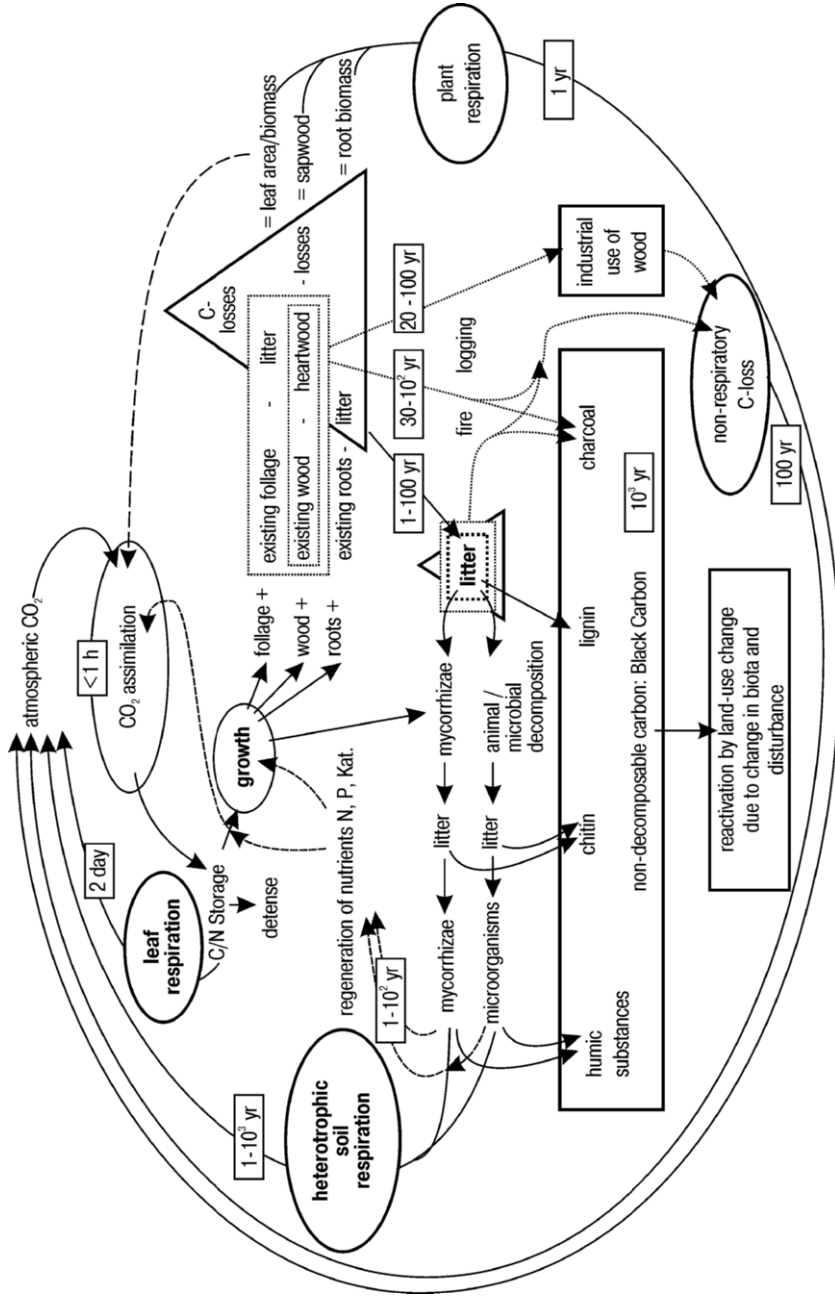 atmospheric CO₂
<1 h
CO₂ assimilation
2 day
leaf
respiration
C/N Storage
detense
growth
foliage +
wood +
roots +
existing foliage - litter
existing wood - heartwood
existing roots - litter
C-
losses
- losses
= leaf area/biomass
= sapwood
= root biomass
plant
respiration
1 yr
1-10³ yr
heterotrophic
soil
respiration
regeneration of nutrients N, P, Kat.
1-10² yr
1-100 yr
30-10² yr
20 -100 yr
fire
logging
mycorrhizae
litter
mycorrhizae
litter
microorganisms
litter
animal /
microbial
decomposition
industrial
use of
wood
humic
substances
chitin
lignin
charcoal
non-decomposable carbon: Black Carbon
10³ yr
non-respiratory
C-loss
100 yr
reactivation by land-use change
due to change in biota and
disturbance